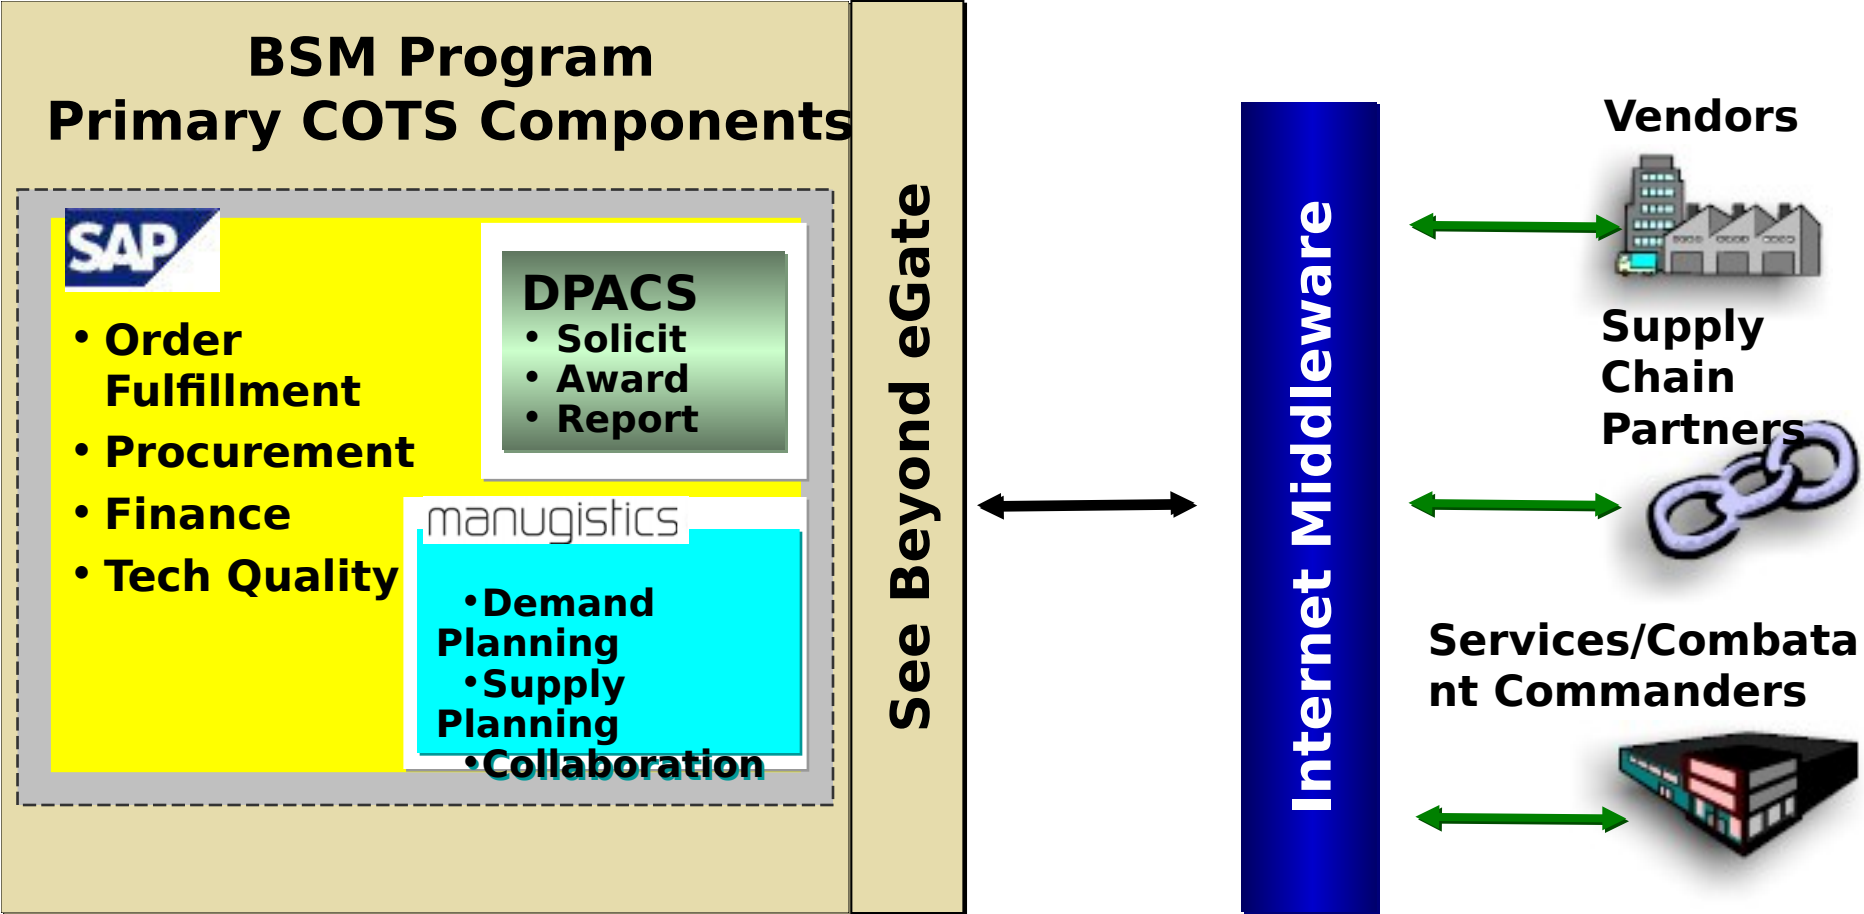 BSM Program
Primary COTS Components
SAP
• Order
Fulfillment
• Procurement
• Finance
• Tech Quality
DPACS
• Solicit
• Award
• Report
manugistics
•Demand
Planning
•Supply
Planning
•Collaboration
See Beyond eGate
Internet Middleware
Vendors
Supply
Chain
Partners
Services/Combata
nt Commanders